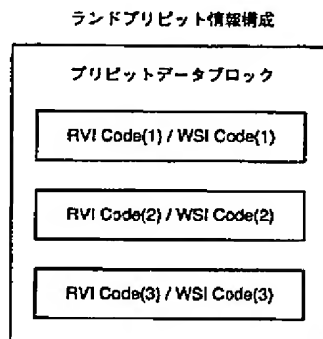 ランドプリピット情報構成
プリピットデータブロック
RVI Code(1) / WSI Code(1)
RVI Code(2) / WSI Code(2)
RVI Code(3) / WSI Code(3)